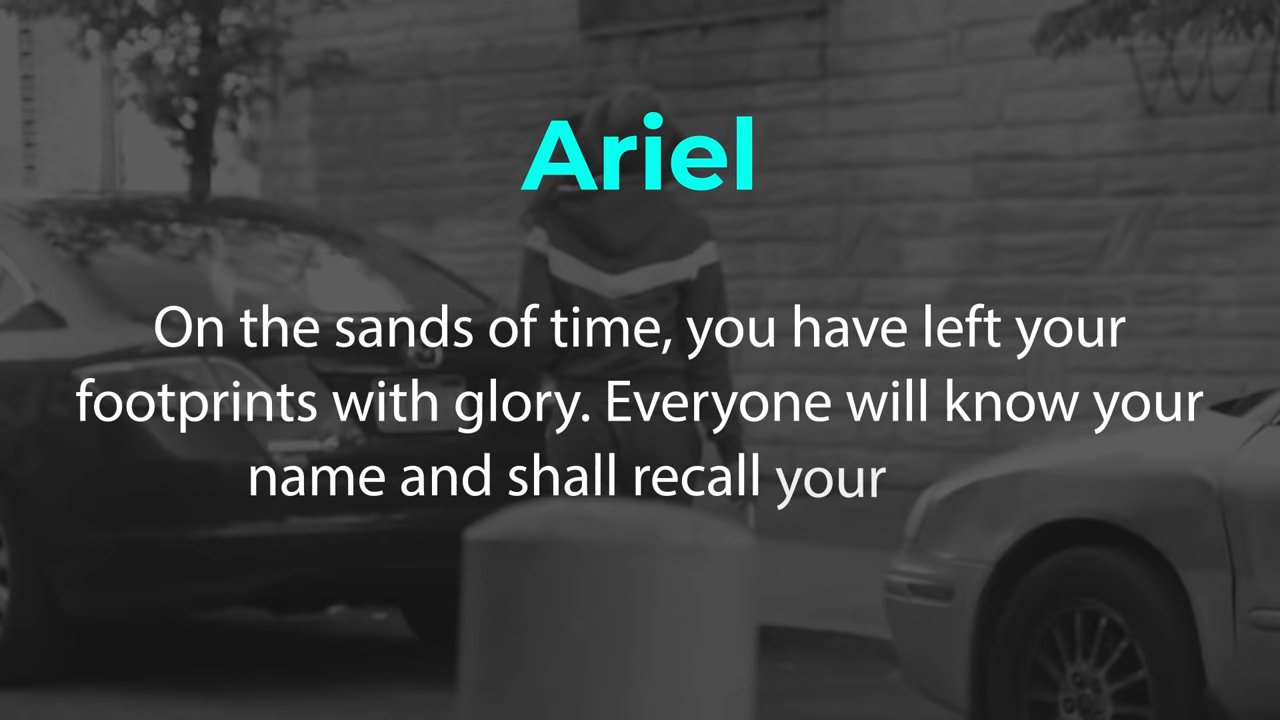 Ariel
On the sands of time, you have left your
footprints with glory. Everyone will know your
name and shall recall your